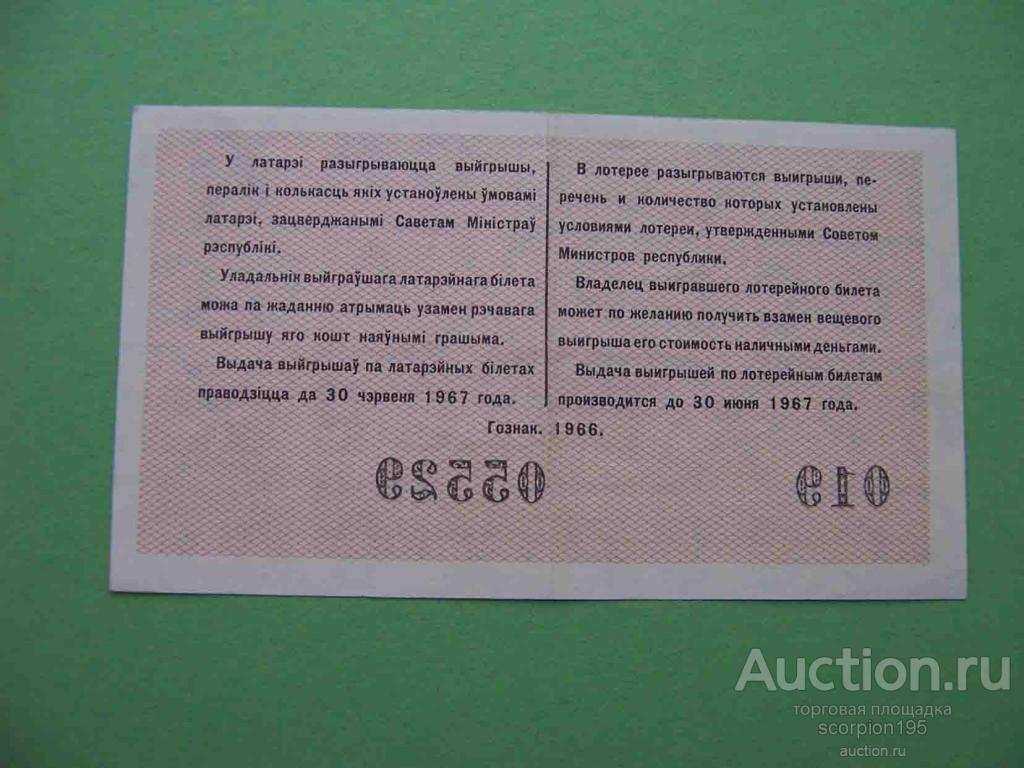 У латарэі разыгрываюцца выйгрышы,
пералік і колькасць якіх устаноўлены ўмовамі
латарэі, зацверджанымі Саветам Міністраў
рэспублікі.
Уладальнік выйграўшага латарэйнага білета
можа па жаданню атрымаць узамен рэчавага
выйгрышу яго кошт наяўнымі грашыма.
Выдача выйгрышаў па латарэйных білетах
праводзіцца да 30 чэрвеня 1967 года.
В лотерее разыгрываются выигрыши, пе-
речень и количество которых установлены
условиями лотереи, утвержденными Советом
Министров республики.
Владелец выигравшего лотерейного билета
может по желанию получить взамен вещевого
выигрыша его стоимость наличными деньгами.
Выдача выигрышей по лотерейным билетам
производится до 30 июня 1967 года.
Гознак. 1966.
05529
019
Auction.ru
торговая площадка
scorpion195
auction.ru